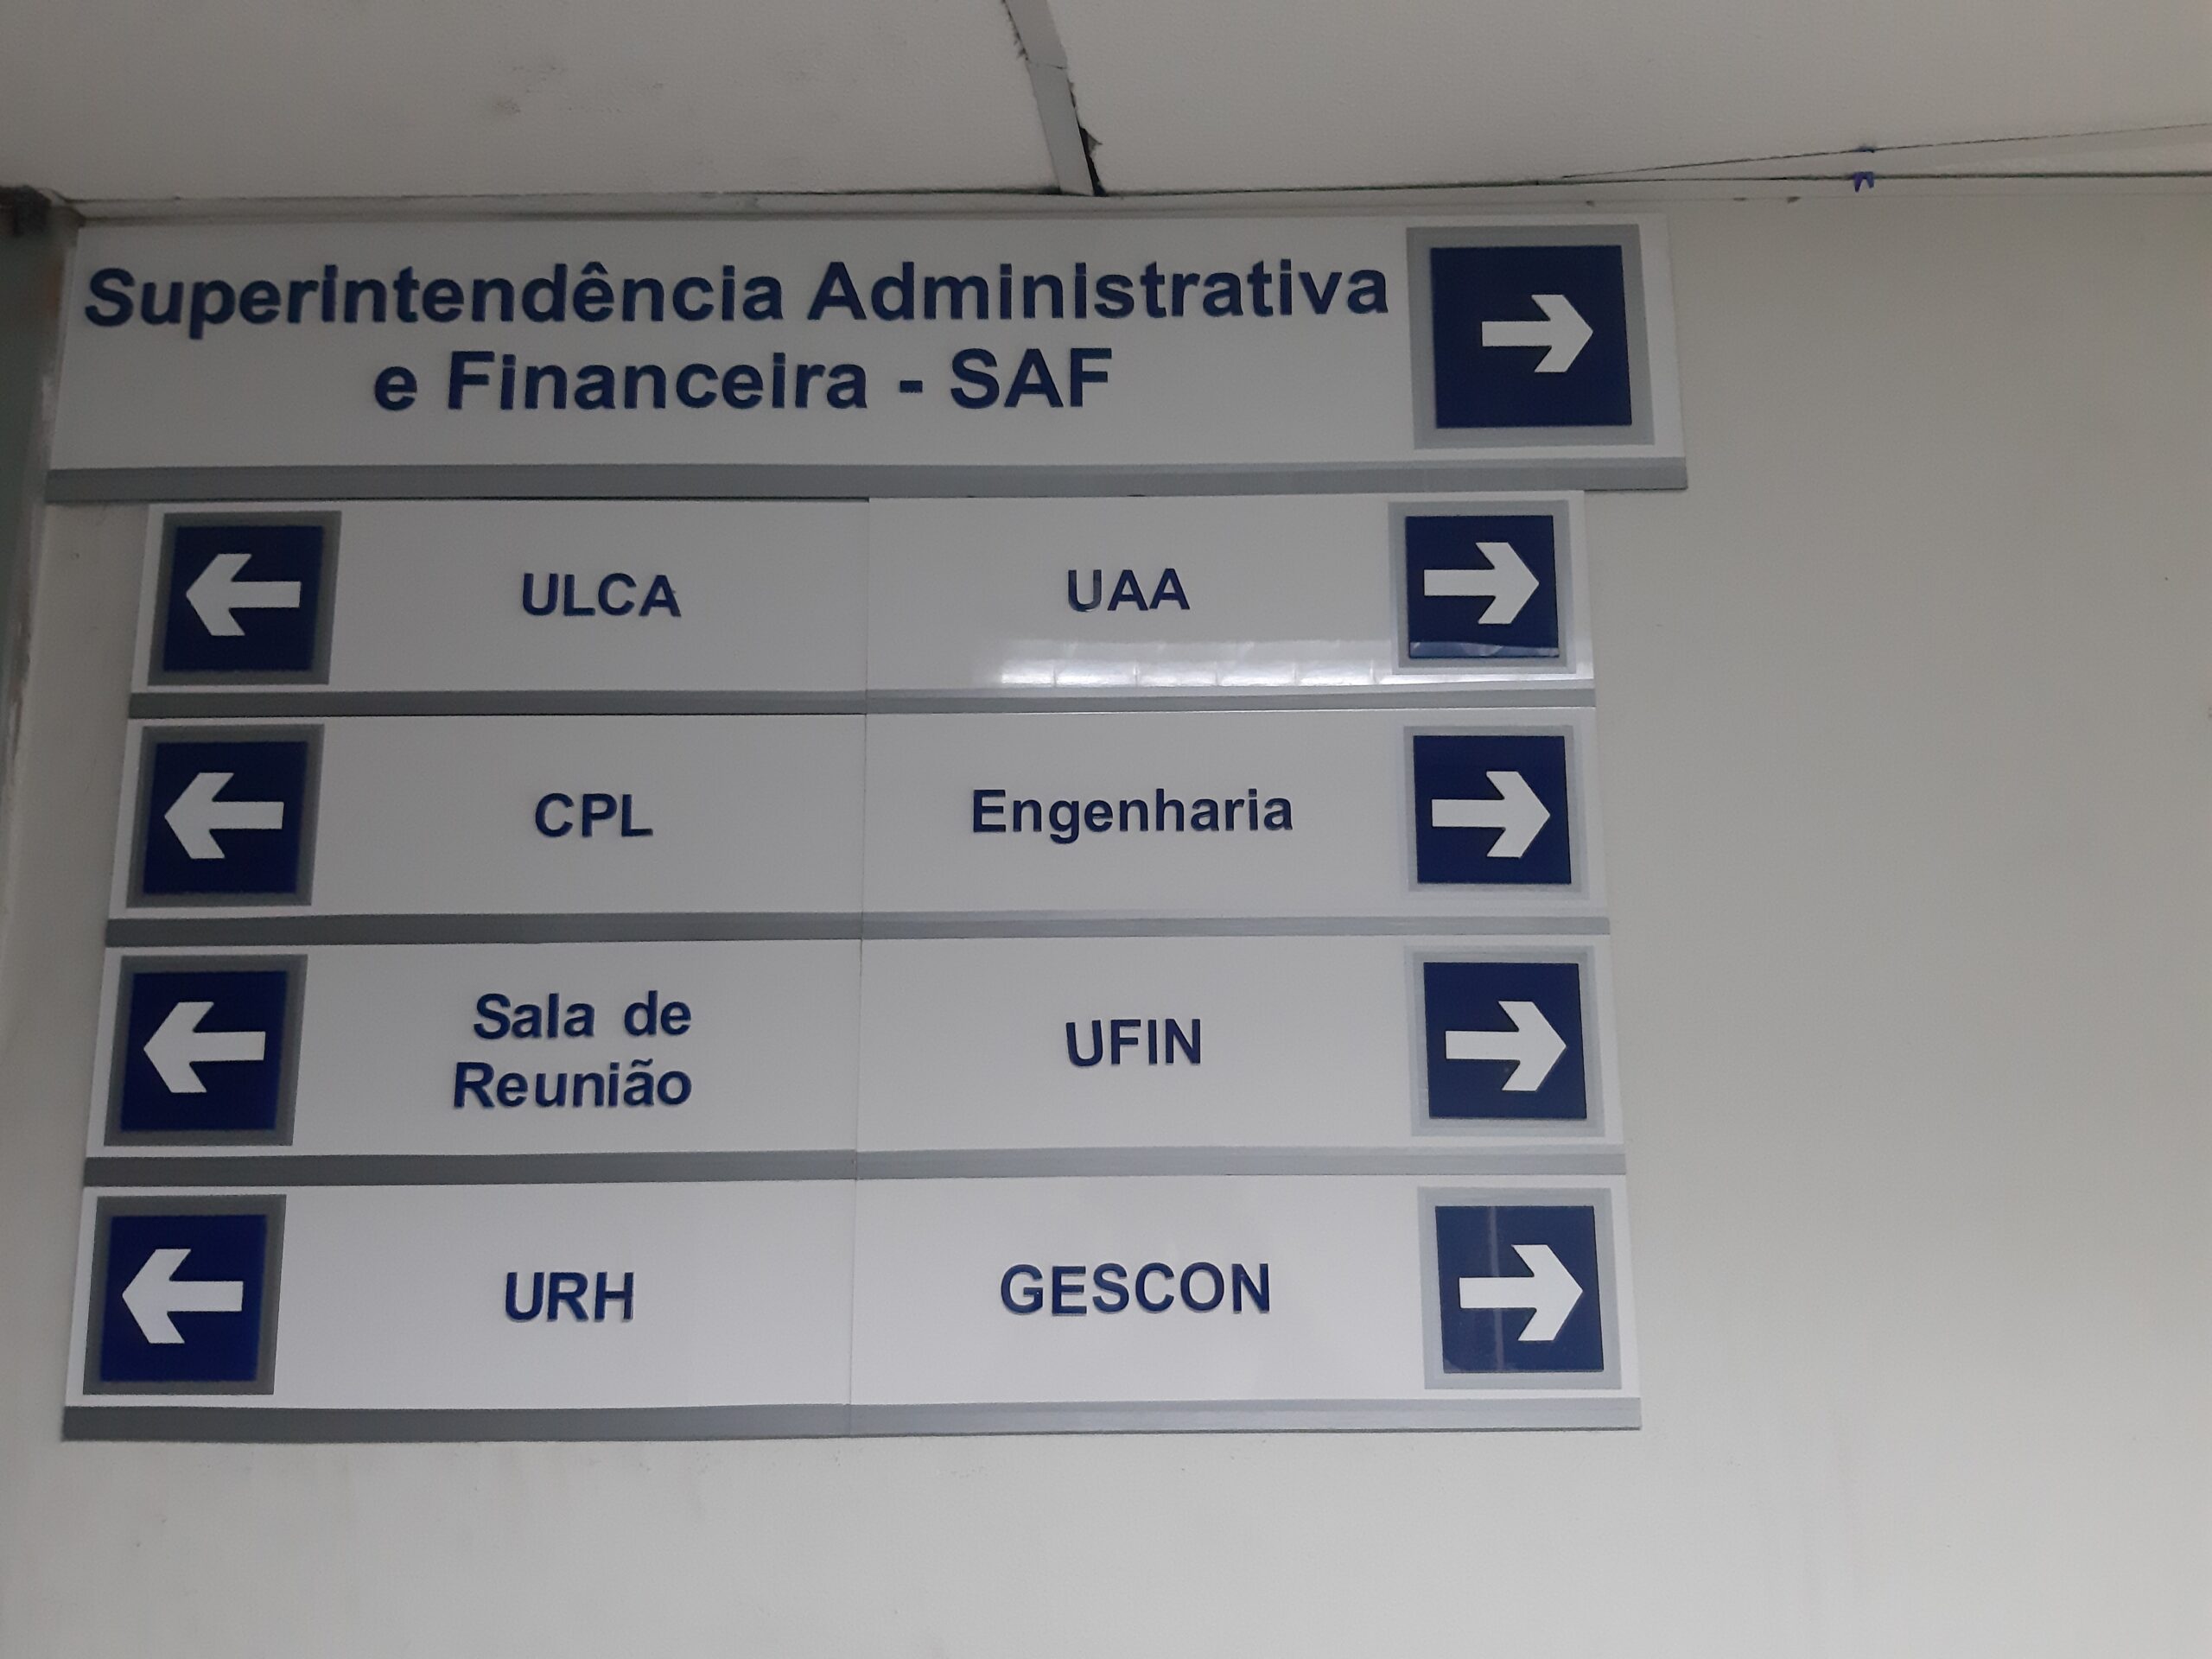 Superintendência Administrativa
e Financeira - SAF
ULCA
UAA
CPL
Engenharia
Sala de
Reunião
UFIN
URH
GESCON